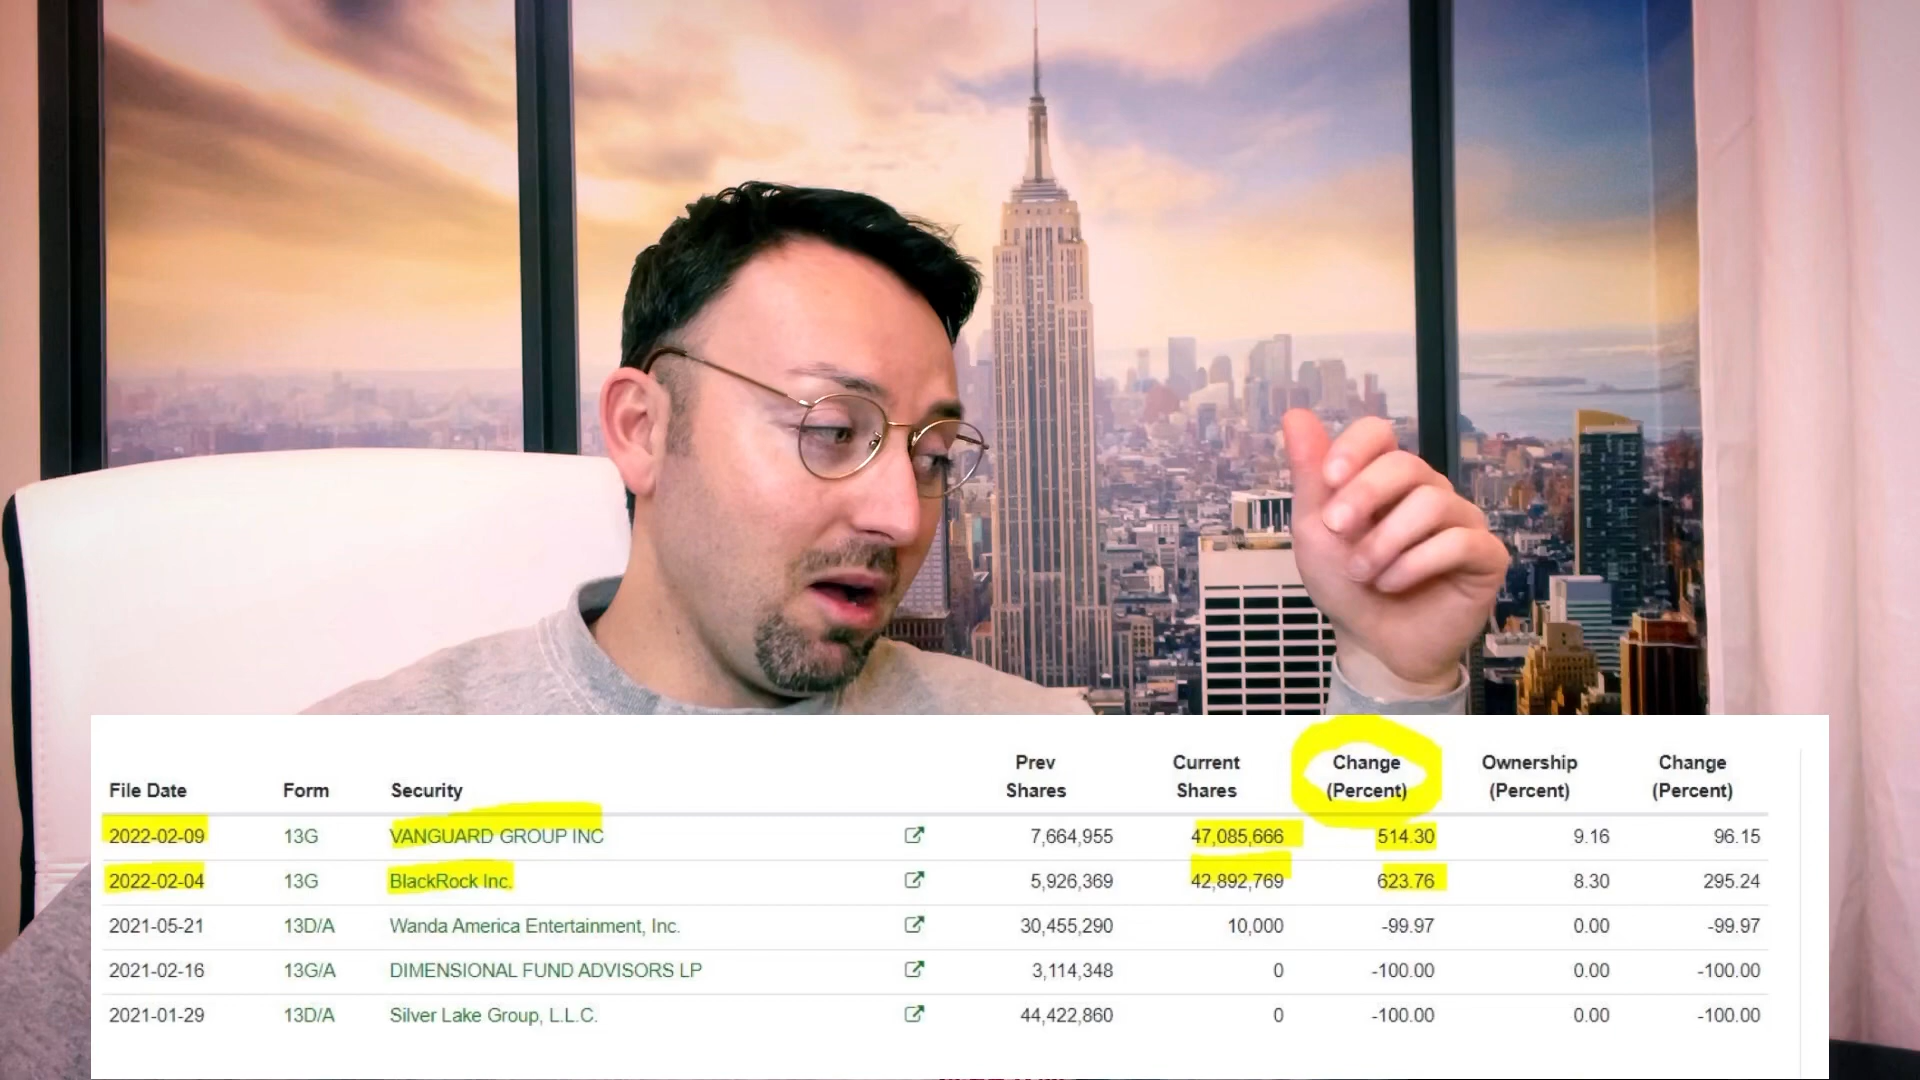 File Date Form Security Prev Shares Current Shares Change (Percent) Ownership (Percent) Change (Percent)
2022-02-09 13G VANGUARD GROUP INC 7,664,955 47,085,666 514.30 9.16 96.15
2022-02-04 13G BlackRock Inc. 5,926,369 42,892,769 623.76 8.30 295.24
2021-05-21 13D/A Wanda America Entertainment, Inc. 30,455,290 10,000 -99.97 0.00 -99.97
2021-02-16 13G/A DIMENSIONAL FUND ADVISORS LP 3,114,348 0 -100.00 0.00 -100.00
2021-01-29 13D/A Silver Lake Group, L.L.C. 44,422,860 0 -100.00 0.00 -100.00